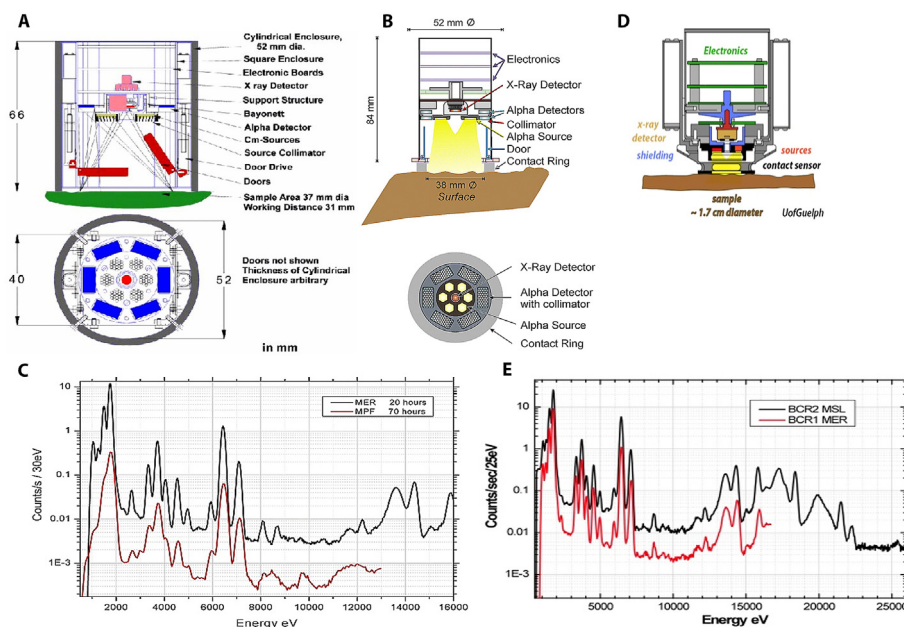 A
66
Cylindrical Enclosure,
52 mm dia.
Square Enclosure
Electronic Boards
X ray Detector
Support Structure
Bayonett
Alpha Detector
Cm-Sources
Source Collimator
Door Drive
Doors
Sample Area 37 mm dia
Working Distance 31 mm
40
52
Doors not shown
Thickness of Cylindrical
Enclosure arbitrary
in mm
B
52 mm Ø
84 mm
38 mm Ø
Surface
Electronics
X-Ray Detector
Alpha Detectors
Collimator
Alpha Source
Door
Contact Ring
X-Ray Detector
Alpha Detector
with collimator
Alpha Source
Contact Ring
D
Electronics
x-ray
detector
shielding
sources
contact sensor
sample
~ 1.7 cm diameter
UofGuelph
C
Counts/s / 30eV
10
1
0.1
0.01
1E-3
MER 20 hours
MPF 70 hours
2000 4000 6000 8000 10000 12000 14000 16000
Energy eV
E
Counts/sec/25eV
10
1
0.1
0.01
1E-3
BCR2 MSL
BCR1 MER
5000 10000 15000 20000 25000
Energy eV